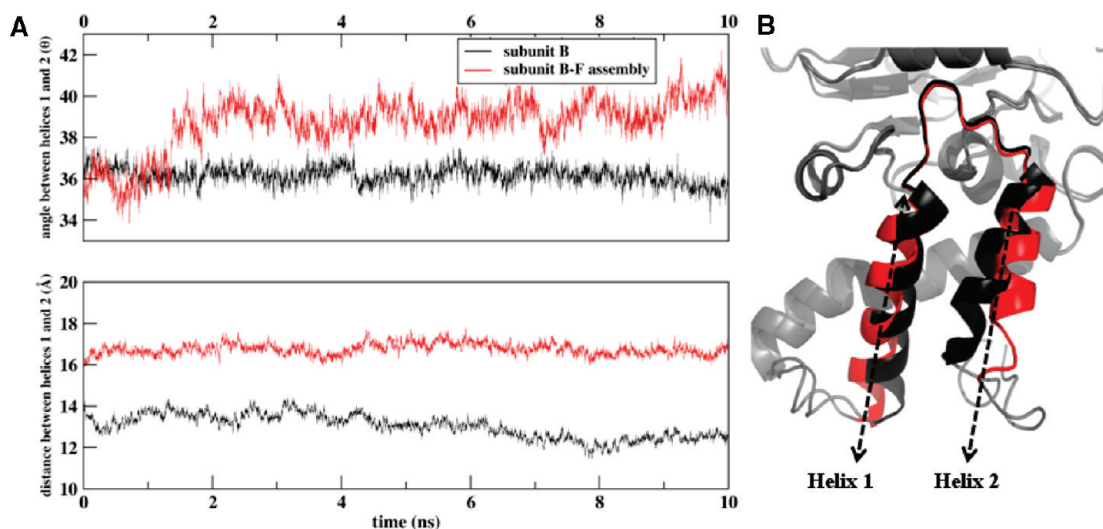 A
B
0 2 4 6 8 10
42
40
38
36
34
angle between helices 1 and 2 (θ)
subunit B
subunit B-F assembly
20
18
16
14
12
10
distance between helices 1 and 2 (Å)
0 2 4 6 8 10
time (ns)
Helix 1 Helix 2